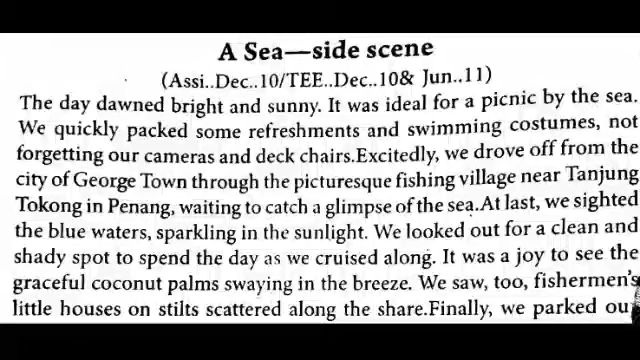 A Sea—side scene
(Assi..Dec..10/TEE..Dec..10& Jun..11)
The day dawned bright and sunny. It was ideal for a picnic by the sea.
We quickly packed some refreshments and swimming costumes, not
forgetting our cameras and deck chairs.Excitedly, we drove off from the
city of George Town through the picturesque fishing village near Tanjung
Tokong in Penang, waiting to catch a glimpse of the sea.At last, we sighted
the blue waters, sparkling in the sunlight. We looked out for a clean and
shady spot to spend the day as we cruised along. It was a joy to see the
graceful coconut palms swaying in the breeze. We saw, too, fishermen's
little houses on stilts scattered along the share.Finally, we parked our